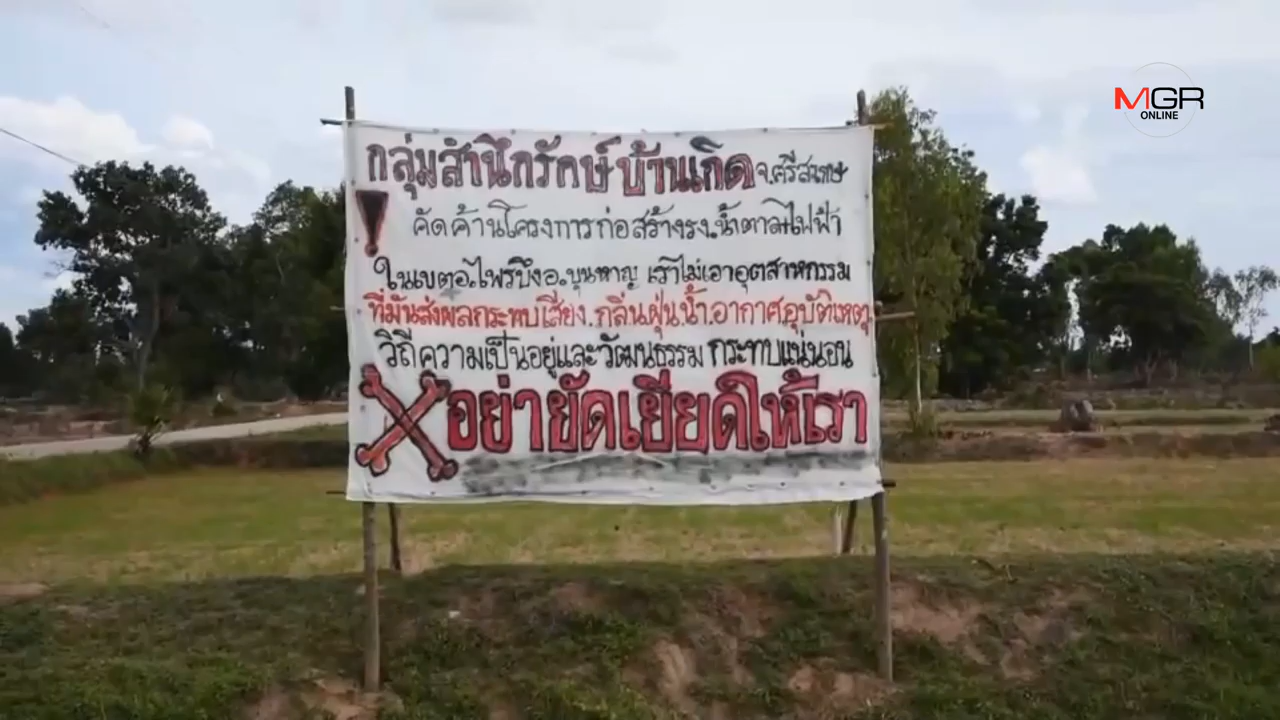 กลุ่มสำนึกรักษ์บ้านเกิด จ.ศรีสะเกษ
คัดค้านโครงการก่อสร้างรง.น้ำตาลไฟฟ้า
ในเขตอ.ไพรบึงอ.ขุนหาญ เราไม่เอาอุตสาหกรรม
ที่มันส่งผลกระทบเสียง.กลิ่นฝุ่น.น้ำ.อากาศอุบัติเหตุ
วิถีความเป็นอยู่และวัฒนธรรม กระทบแน่นอน
อย่ายัดเยียดให้เรา
MGR
ONLINE